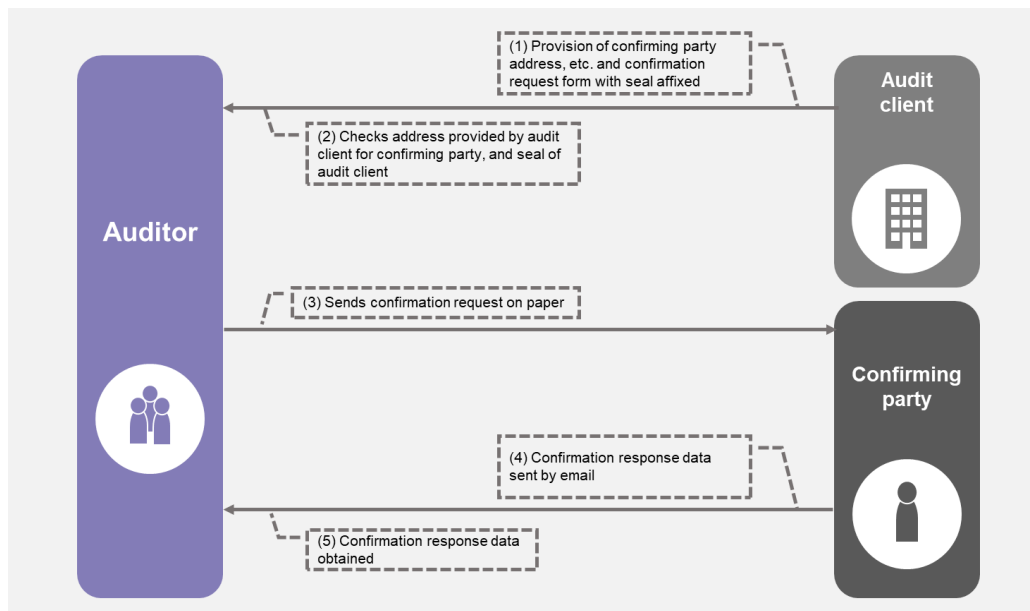 (1) Provision of confirming party
address, etc. and confirmation
request form with seal affixed
Audit
client
(2) Checks address provided by audit
client for confirming party, and seal of
audit client
Auditor
(3) Sends confirmation request on paper
Confirming
party
(4) Confirmation response data
sent by email
(5) Confirmation response data
obtained